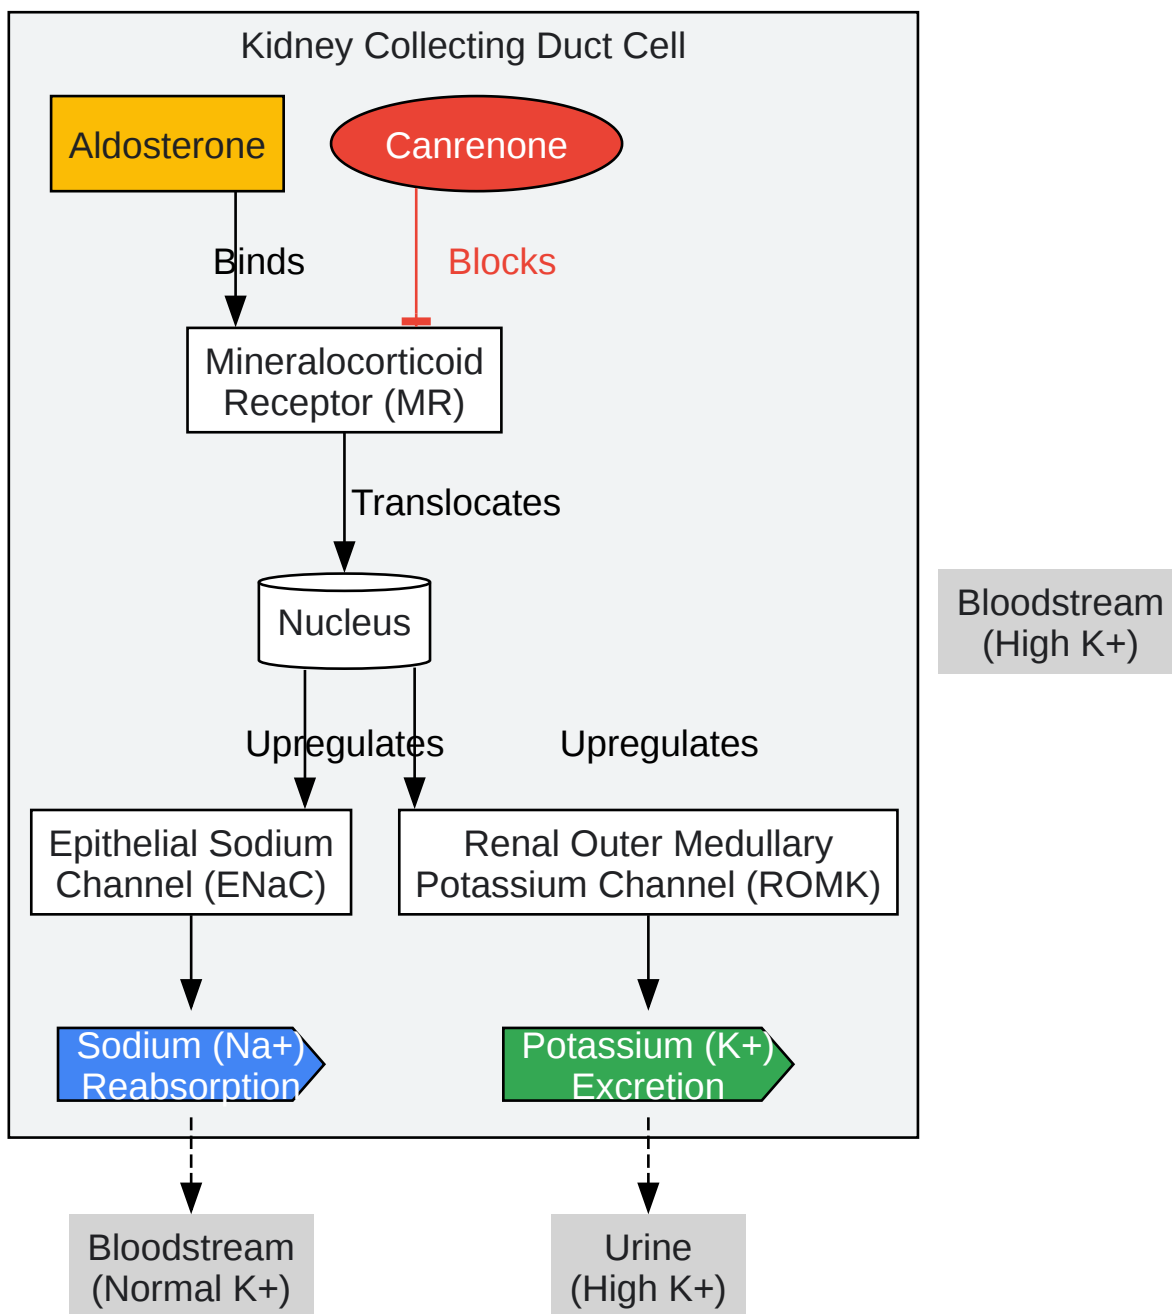 Kidney Collecting Duct Cell
Aldosterone
Canrenone
Binds
Blocks
Mineralocorticoid
Receptor (MR)
Translocates
Nucleus
Bloodstream
(High K+)
Upregulates
Upregulates
Epithelial Sodium
Channel (ENaC)
Renal Outer Medullary
Potassium Channel (ROMK)
Sodium (Na+)
Reabsorption
Potassium (K+)
Excretion
Bloodstream
(Normal K+)
Urine
(High K+)